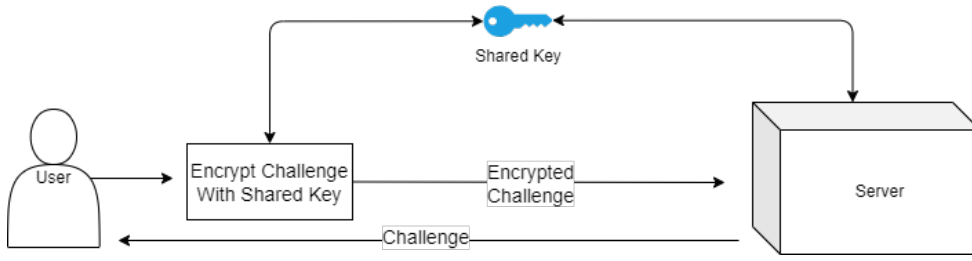 Shared Key
User
Encrypt Challenge
With Shared Key
Encrypted
Challenge
Server
Challenge